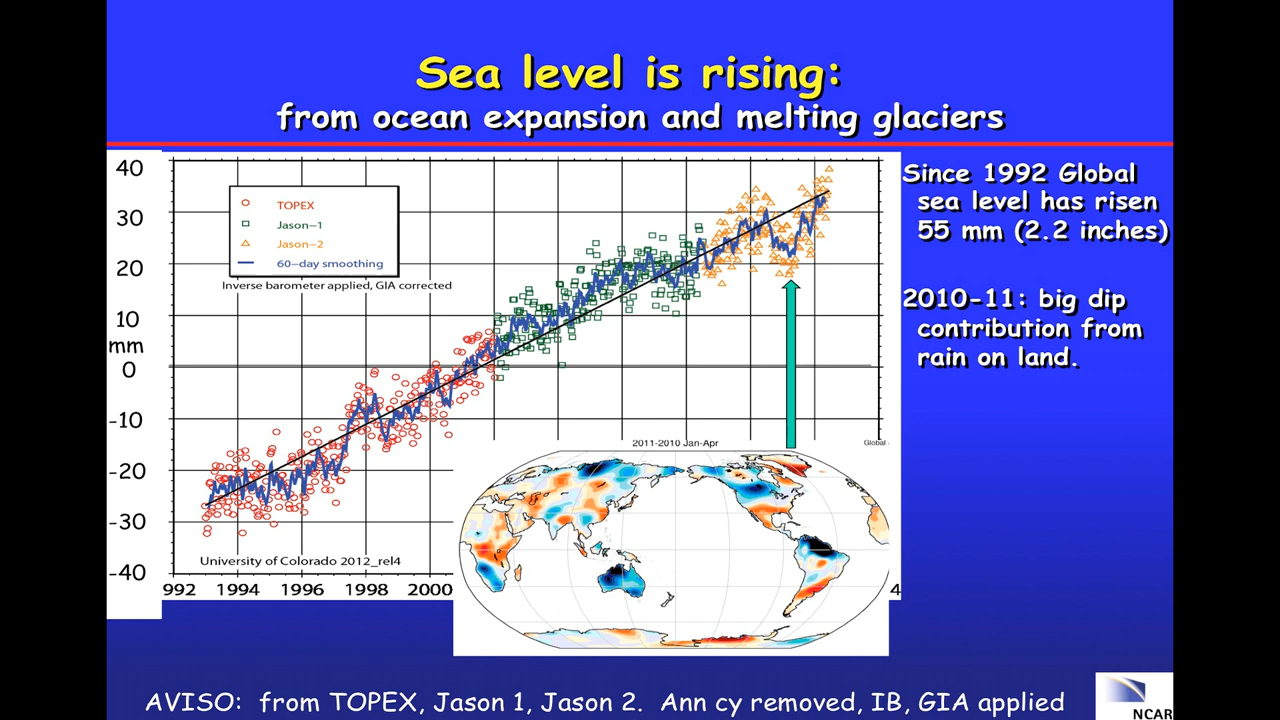 Sea level is rising:
from ocean expansion and melting glaciers
40
30
20
10
mm
0
-10
-20
-30
-40
TOPEX
Jason-1
Jason-2
60-day smoothing
Inverse barometer applied, GIA corrected
University of Colorado 2012_rel4
992 1994 1996 1998 2000
4
2011-2010 Jan-Apr
Global
Since 1992 Global
sea level has risen
55 mm (2.2 inches)
2010-11: big dip
contribution from
rain on land.
AVISO: from TOPEX, Jason 1, Jason 2. Ann cy removed, IB, GIA applied
NCAR